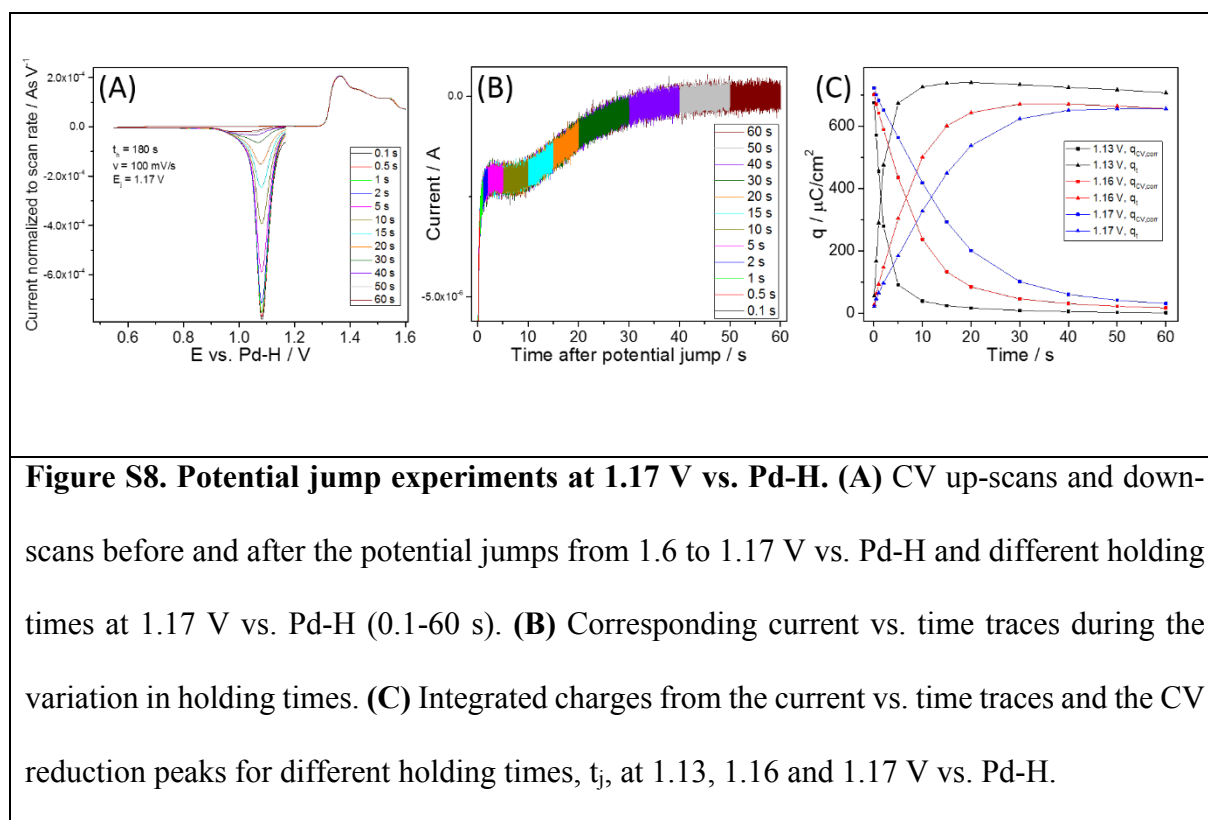 (A)
Current normalized to scan rate / As V⁻¹
2.0x10⁻⁴
0.0
-2.0x10⁻⁴
-4.0x10⁻⁴
-6.0x10⁻⁴
tₕ = 180 s
v = 100 mV/s
Eⱼ = 1.17 V
0.1 s
0.5 s
1 s
2 s
5 s
10 s
15 s
20 s
30 s
40 s
50 s
60 s
0.6 0.8 1.0 1.2 1.4 1.6
E vs. Pd-H / V
(B)
Current / A
0.0
-5.0x10⁻⁶
60 s
50 s
40 s
30 s
20 s
15 s
10 s
5 s
2 s
1 s
0.5 s
0.1 s
0 10 20 30 40 50 60
Time after potential jump / s
(C)
q / μC/cm²
600
400
200
0
1.13 V, q_CV,corr
1.13 V, qₜ
1.16 V, q_CV,corr
1.16 V, qₜ
1.17 V, q_CV,corr
1.17 V, qₜ
0 10 20 30 40 50 60
Time / s
Figure S8. Potential jump experiments at 1.17 V vs. Pd-H. (A) CV up-scans and down-
scans before and after the potential jumps from 1.6 to 1.17 V vs. Pd-H and different holding
times at 1.17 V vs. Pd-H (0.1-60 s). (B) Corresponding current vs. time traces during the
variation in holding times. (C) Integrated charges from the current vs. time traces and the CV
reduction peaks for different holding times, tⱼ, at 1.13, 1.16 and 1.17 V vs. Pd-H.